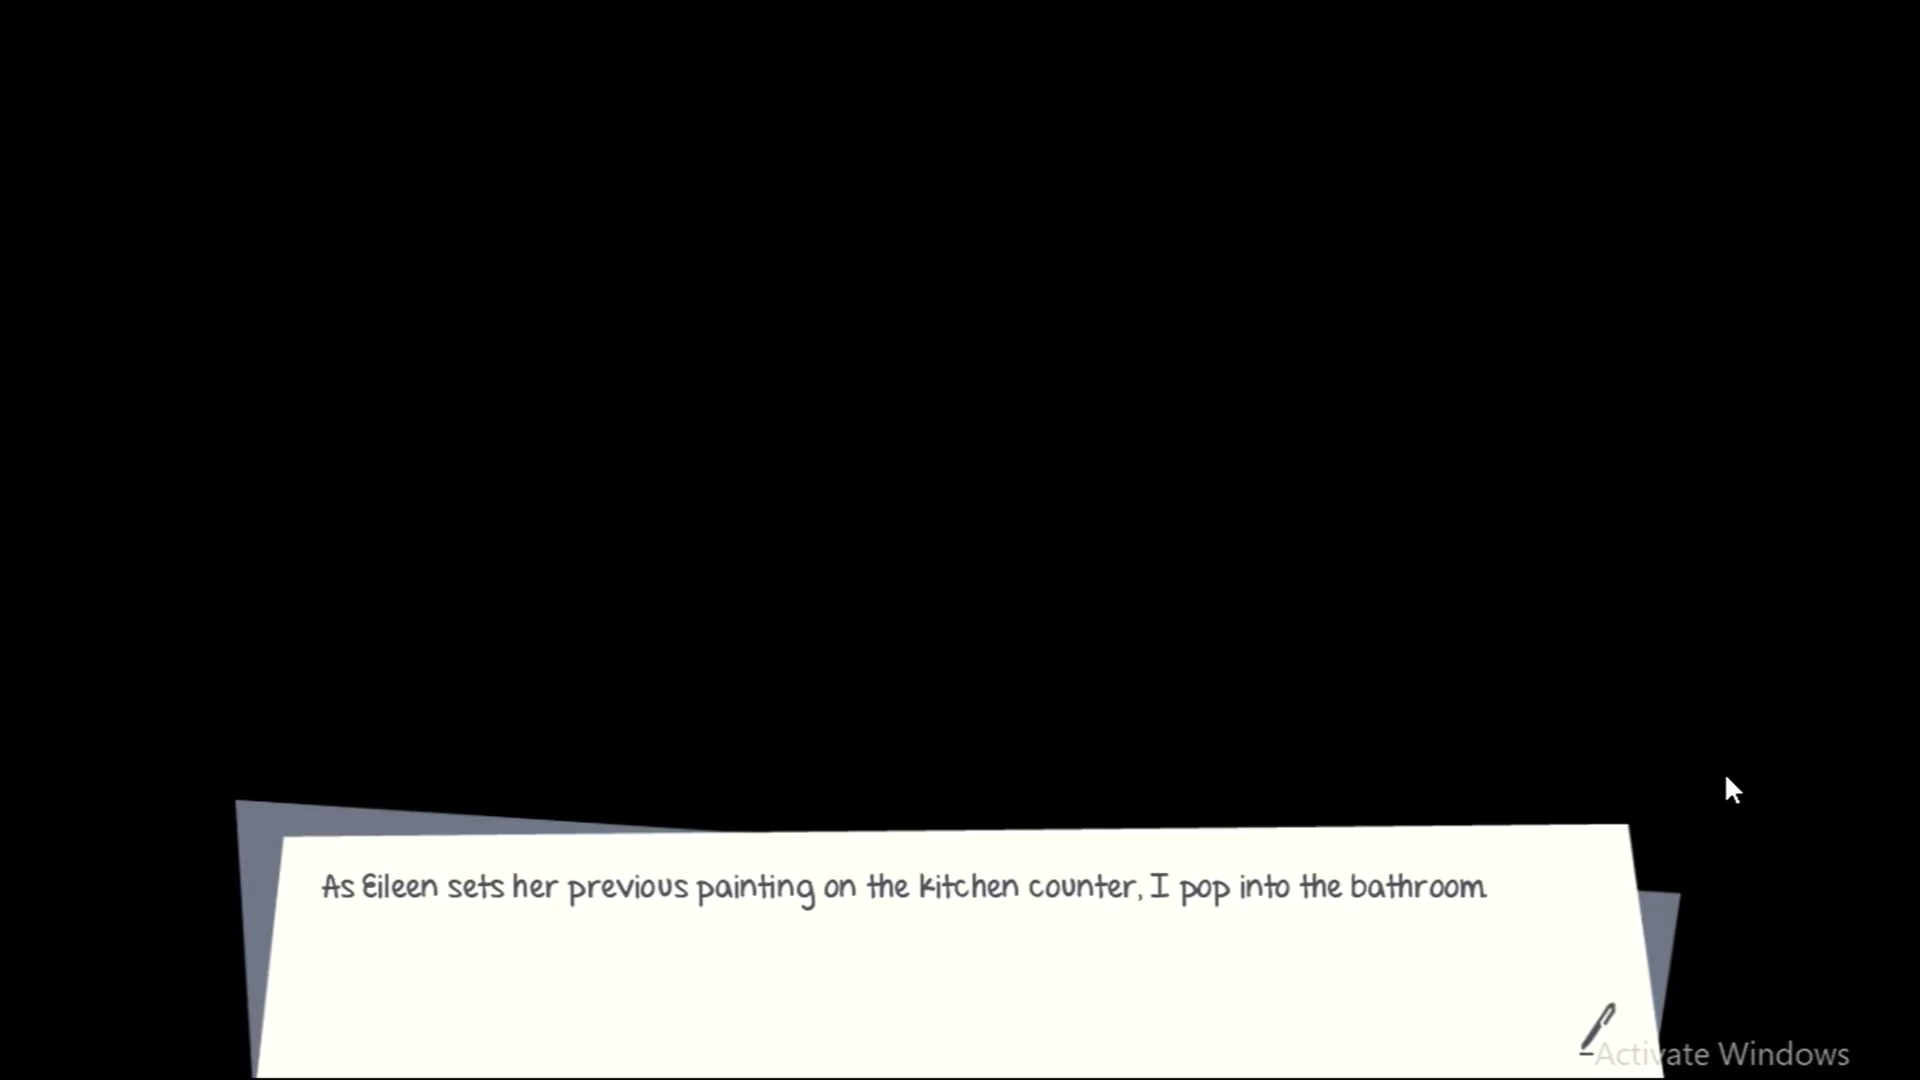 As Eileen sets her previous painting on the kitchen counter, I pop into the bathroom.
Activate Windows